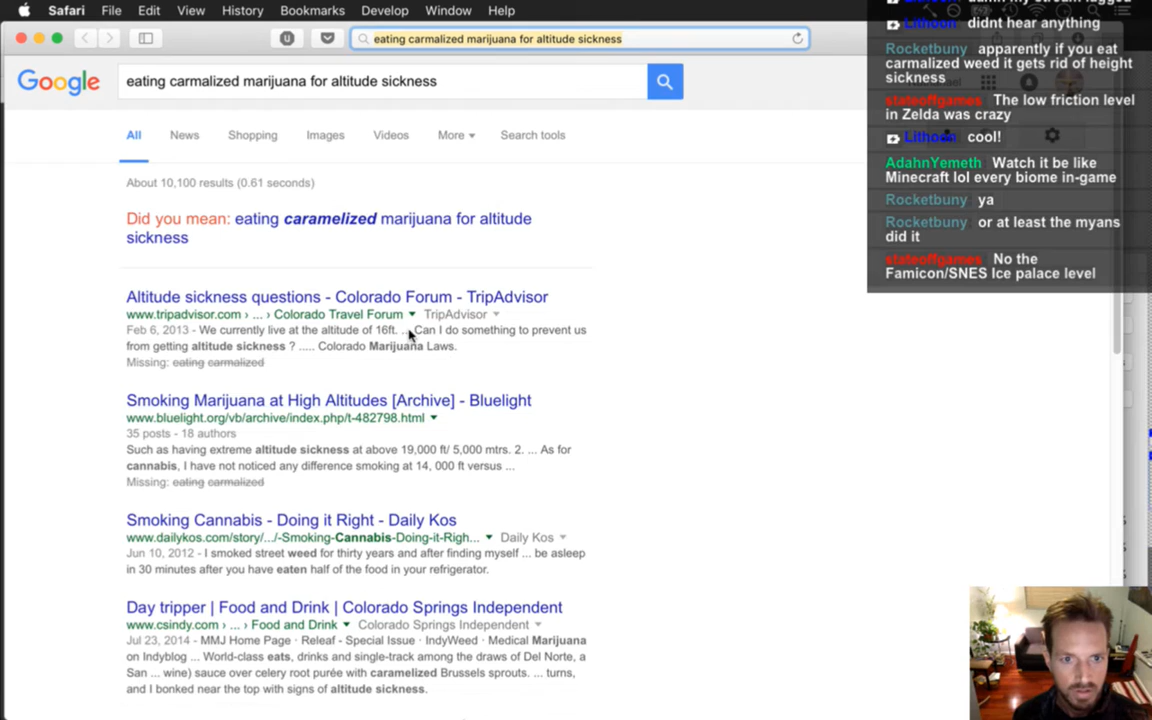 Safari File Edit View History Bookmarks Develop Window Help
eating carmalized marijuana for altitude sickness
Google eating carmalized marijuana for altitude sickness
All News Shopping Images Videos More Search tools
About 10,100 results (0.61 seconds)
Did you mean: eating caramelized marijuana for altitude
sickness
Altitude sickness questions - Colorado Forum - TripAdvisor
www.tripadvisor.com › ... › Colorado Travel Forum TripAdvisor
Feb 6, 2013 - We currently live at the altitude of 16ft. ... Can I do something to prevent us
from getting altitude sickness ? ..... Colorado Marijuana Laws.
Missing: eating carmalized
Smoking Marijuana at High Altitudes [Archive] - Bluelight
www.bluelight.org/vb/archive/index.php/t-482798.html
35 posts - 18 authors
Such as having extreme altitude sickness at above 19,000 ft/ 5,000 mtrs. 2. ... As for
cannabis, I have not noticed any difference smoking at 14, 000 ft versus ...
Missing: eating carmalized
Smoking Cannabis - Doing it Right - Daily Kos
www.dailykos.com/story/.../-Smoking-Cannabis-Doing-it-Righ... Daily Kos
Jun 10, 2012 - I smoked street weed for thirty years and after finding myself ... be asleep
in 30 minutes after you have eaten half of the food in your refrigerator.
Day tripper | Food and Drink | Colorado Springs Independent
www.csindy.com › ... › Food and Drink Colorado Springs Independent
Jul 23, 2014 - MMJ Home Page · Releaf - Special Issue · IndyWeed · Medical Marijuana
on Indyblog ... World-class eats, drinks and single-track among the draws of Del Norte, a
San ... wine) sauce over celery root purée with caramelized Brussels sprouts. ... turns,
and I bonked near the top with signs of altitude sickness.
Lithoon
didnt hear anything
Rocketbuny apparently if you eat
carmalized weed it gets rid of height
sickness
stateoffgames The low friction level
in Zelda was crazy
Lithoon cool!
AdahnYemeth Watch it be like
Minecraft lol every biome in-game
Rocketbuny ya
Rocketbuny or at least the myans
did it
stateoffgames No the
Famicon/SNES Ice palace level